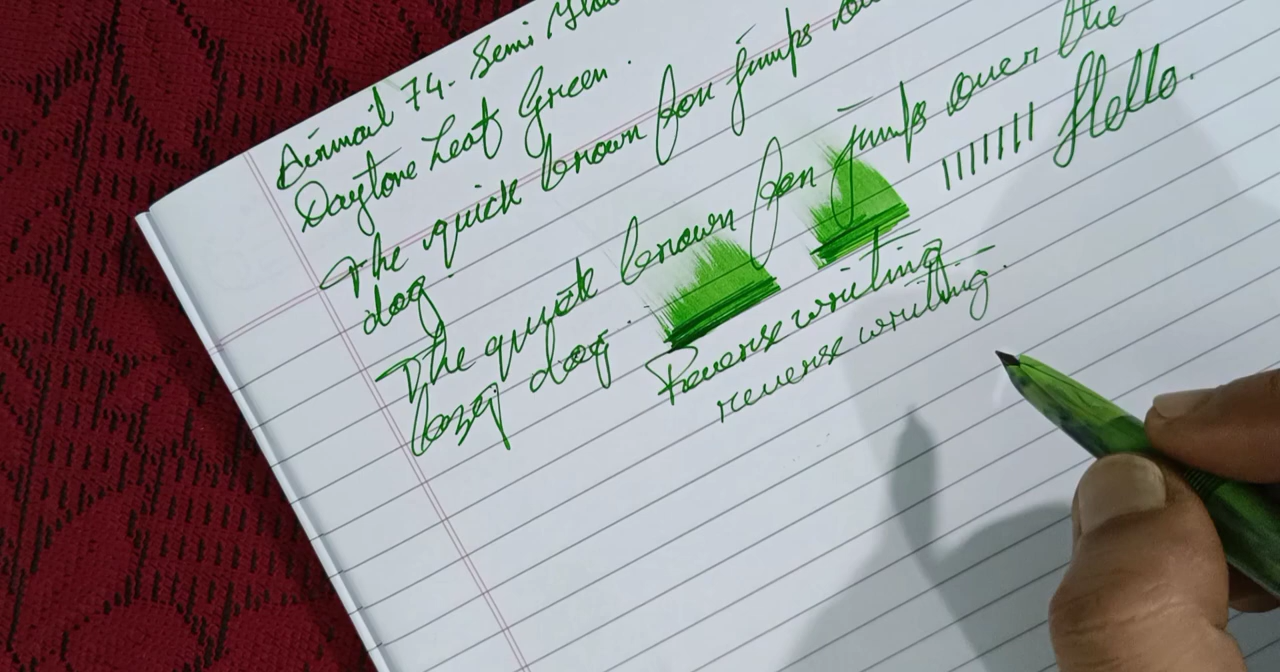 Airmail 74. Semi
Daytone Leaf Green.
The quick brown fox jumps
dog.
The quick brown fox jumps over the
lazy dog.
Hello.
Reverse writing
reverse writing.